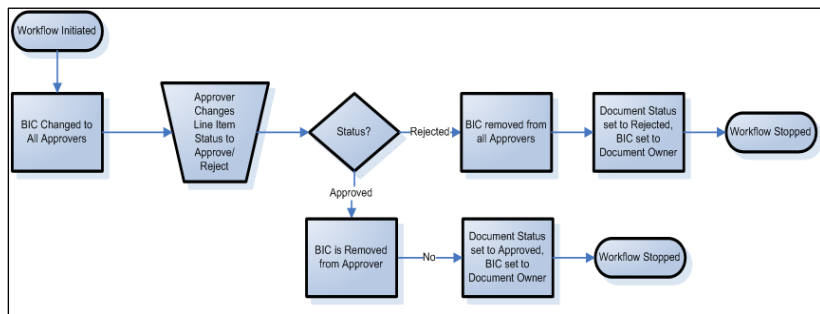 Workflow Initiated
BIC Changed to
All Approvers
Approver
Changes
Line Item
Status to
Approve/
Reject
Status?
Rejected
BIC removed from
all Approvers
Document Status
set to Rejected,
BIC set to
Document Owner
Workflow Stopped
Approved
BIC is Removed
from Approver
No
Document Status
set to Approved,
BIC set to
Document Owner
Workflow Stopped